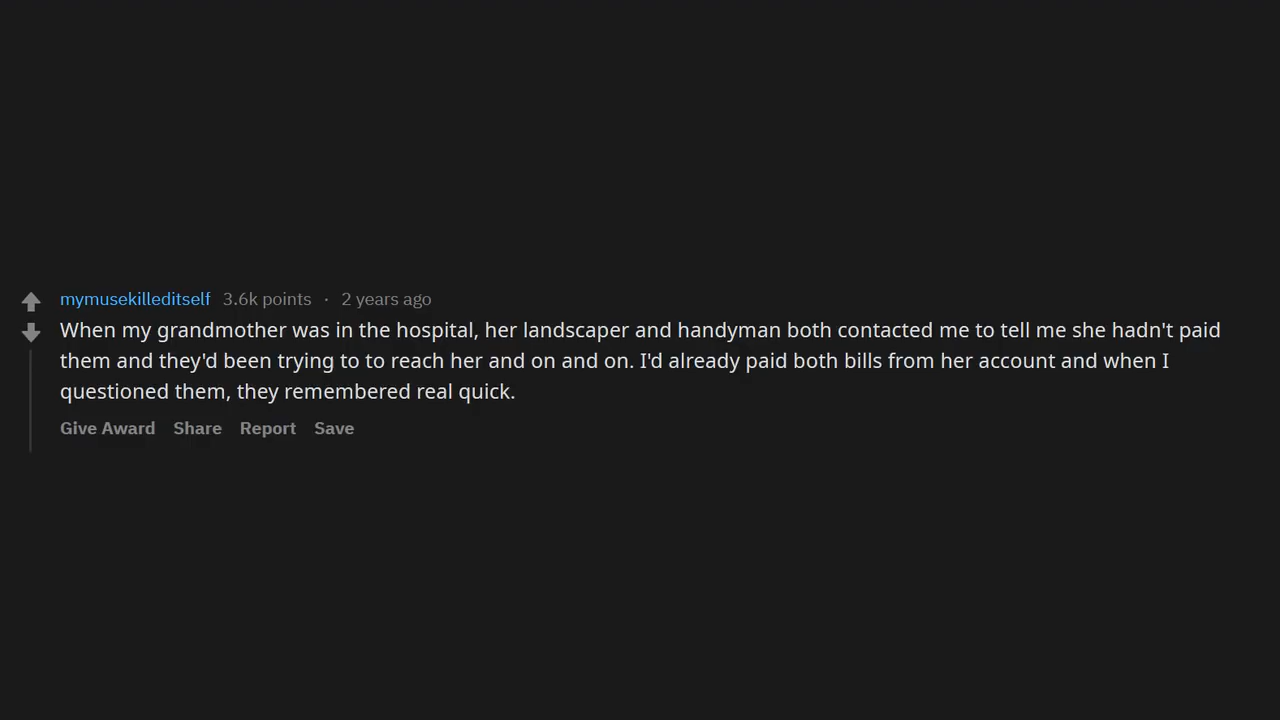 mymusekilleditself 3.6k points · 2 years ago
When my grandmother was in the hospital, her landscaper and handyman both contacted me to tell me she hadn't paid
them and they'd been trying to to reach her and on and on. I'd already paid both bills from her account and when I
questioned them, they remembered real quick.
Give Award Share Report Save